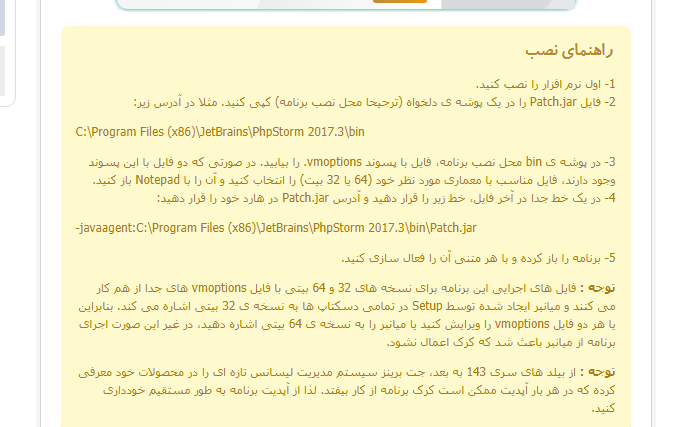 راهنمای نصب
1- اول نرم افزار را نصب کنید.
2- فایل Patch.jar را در یک پوشه ی دلخواه (ترجیحا محل نصب برنامه) کپی کنید. مثلا در آدرس زیر:
C:\Program Files (x86)\JetBrains\PhpStorm 2017.3\bin
3- در پوشه ی bin محل نصب برنامه، فایل با پسوند vmoptions. را بیابید. در صورتی که دو فایل با این پسوند
وجود دارند، فایل مناسب با معماری مورد نظر خود (64 یا 32 بیت) را انتخاب کنید و آن را با Notepad باز کنید.
4- در یک خط جدا در آخر فایل، خط زیر را قرار دهید و آدرس Patch.jar در هارد خود را قرار دهید:
-javaagent:C:\Program Files (x86)\JetBrains\PhpStorm 2017.3\bin\Patch.jar
5- برنامه را باز کرده و با هر متنی آن را فعال سازی کنید.
توجه : فایل های اجرایی این برنامه برای نسخه های 32 و 64 بیتی با فایل vmoptions های جدا از هم کار
می کنند و میانبر ایجاد شده توسط Setup در تمامی دسکتاپ ها به نسخه ی 32 بیتی اشاره می کند. بنابراین
یا هر دو فایل vmoptions را ویرایش کنید یا میانبر را به نسخه ی 64 بیتی اشاره دهید، در غیر این صورت اجرای
برنامه از میانبر باعث شد که کرک اعمال نشود.
توجه : از بیلد های سری 143 به بعد، جت برینز سیستم مدیریت لیسانس تازه ای را در محصولات خود معرفی
کرده که در هر بار آپدیت ممکن است کرک برنامه از کار بیفتد. لذا از آپدیت برنامه به طور مستقیم خودداری
کنید.